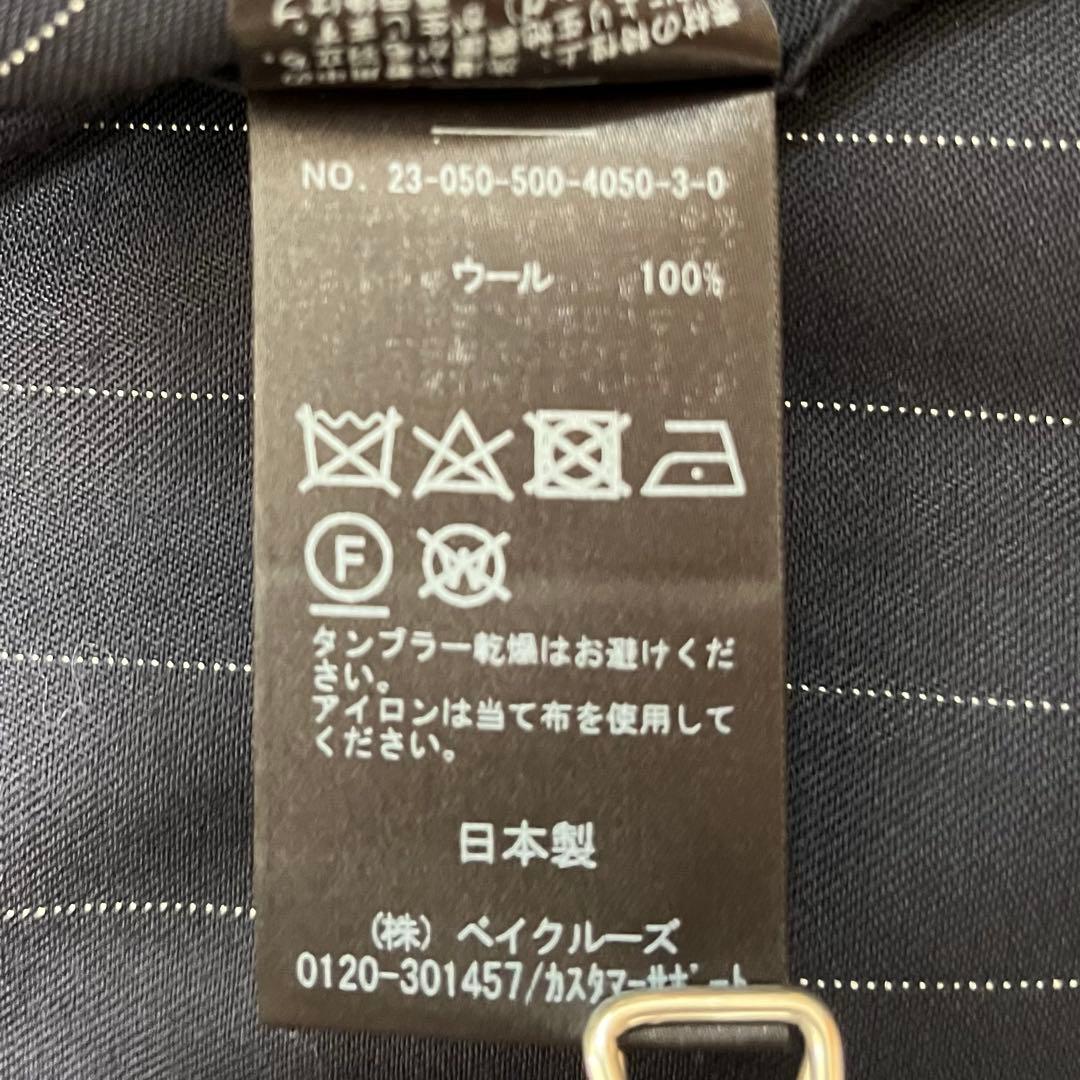 NO. 23-050-500-4050-3-0
ウール 100%
F
W
タンブラー乾燥はお避けくだ
さい。
アイロンは当て布を使用して
ください。
日本製
(株) ベイクルーズ
0120-301457/ｶｽﾀﾏｰｻﾎﾟｰﾄ